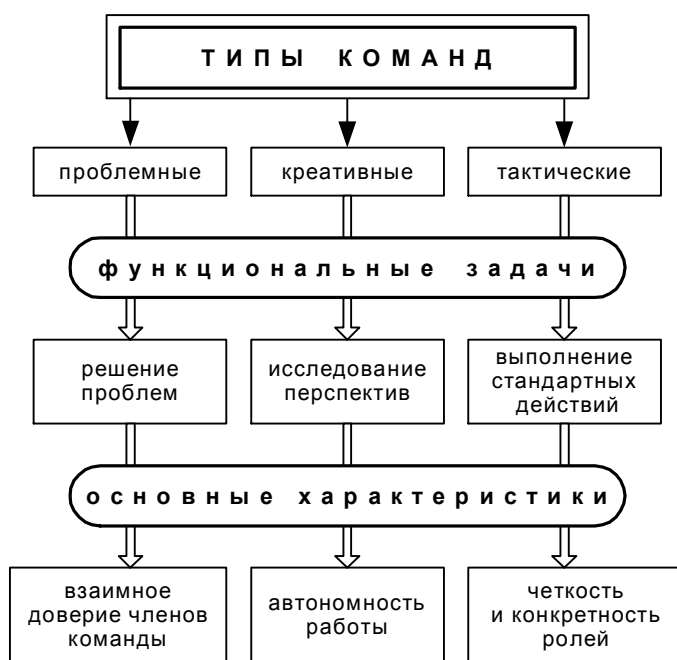 ТИПЫ КОМАНД
проблемные
креативные
тактические
функциональные задачи
решение
проблем
исследование
перспектив
выполнение
стандартных
действий
основные характеристики
взаимное
доверие членов
команды
автономность
работы
четкость
и конкретность
ролей